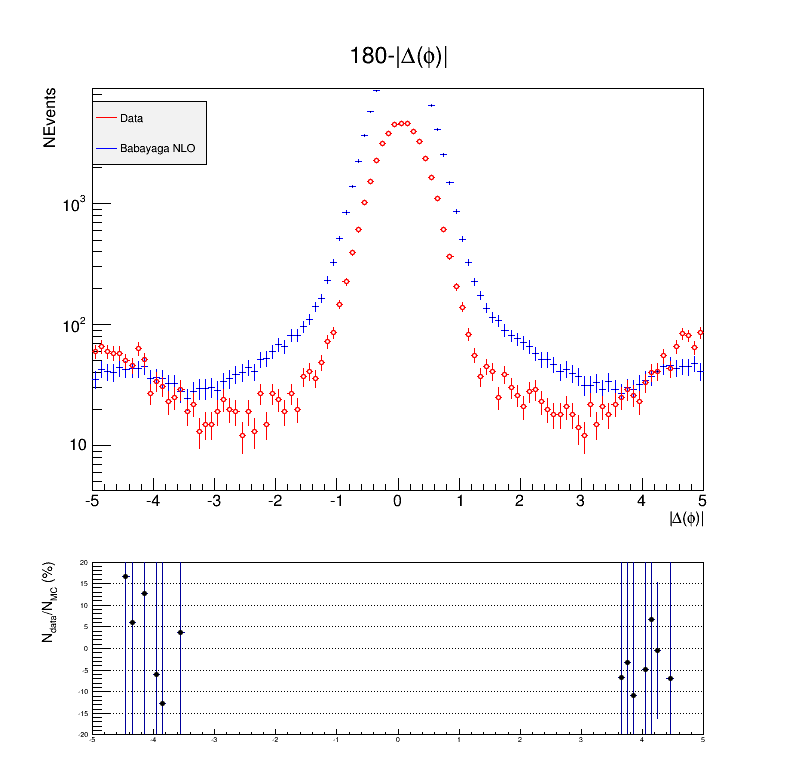 180-|Δ(ϕ)|
NEvents
Data
Babayaga NLO
10³
10²
10
-5 -4 -3 -2 -1 0 1 2 3 4 5
|Δ(ϕ)|
N_data/N_MC (%)
20
15
10
5
0
-5
-10
-15
-20
-5 -4 -3 -2 -1 0 1 2 3 4 5